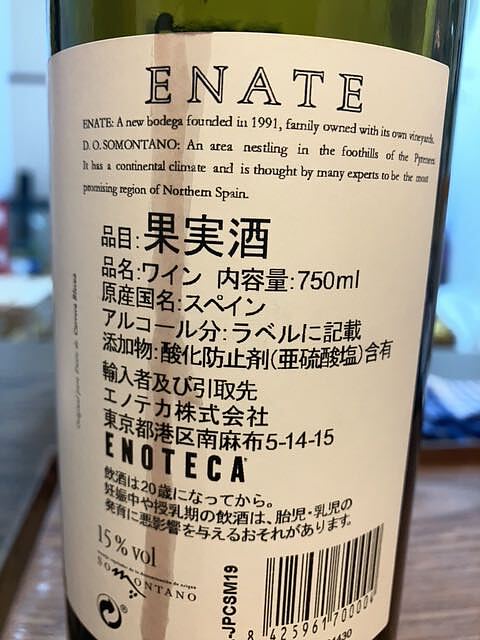 ENATE
ENATE: A new bodega founded in 1991, family owned with its own vineyards.
D. O. SOMONTANO: An area nestling in the foothills of the Pyrenees
It has a continental climate and is thought by many experts to be the most
promising region of Northern Spain.
品目:果実酒
品名:ワイン 内容量:750ml
原産国名:スペイン
アルコール分:ラベルに記載
添加物:酸化防止剤(亜硫酸塩)含有
輸入者及び引取先
エノテカ株式会社
東京都港区南麻布5-14-15
ENOTECA
飲酒は20歳になってから。
妊娠中や授乳期の飲酒は、胎児・乳児の
発育に悪影響を与えるおそれがあります。
15 % vol
SOMONTANO
-JPCSM19
8 425961 70000